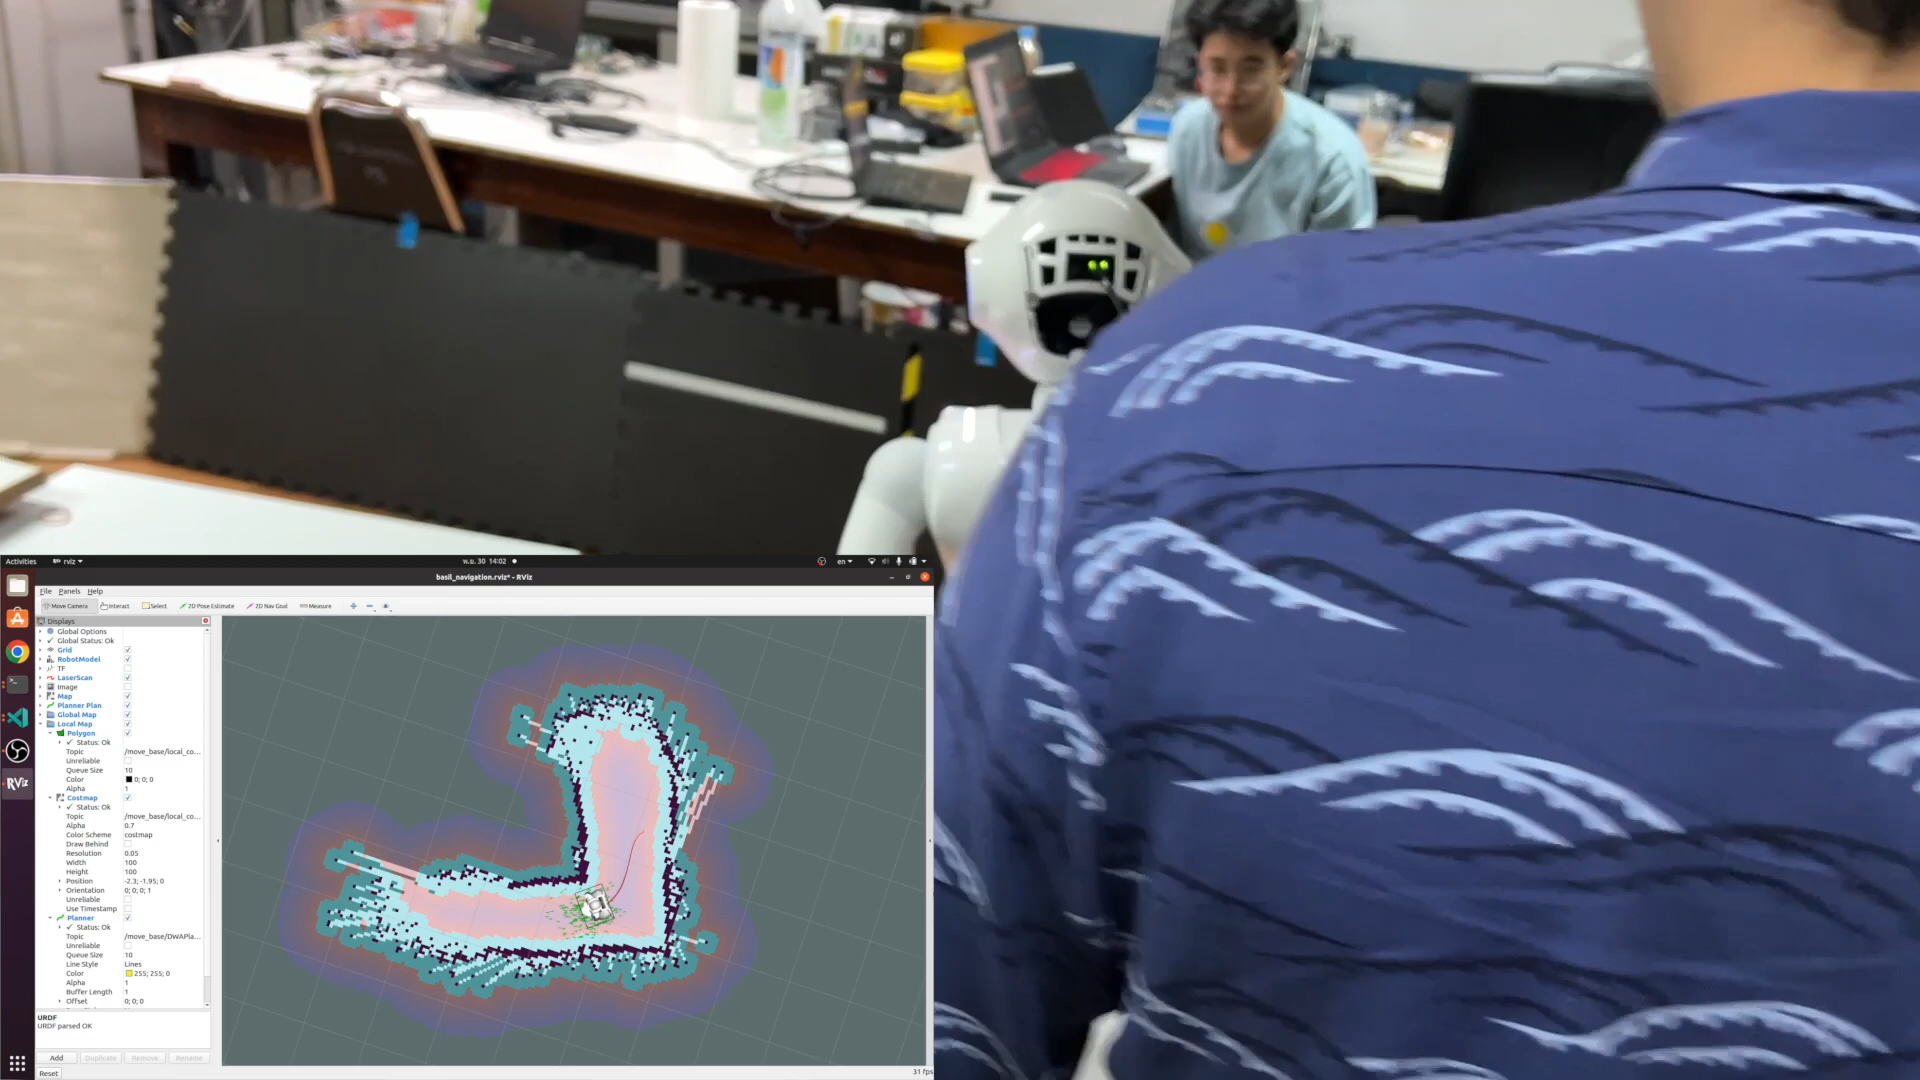 Activities
rviz
พ.ย. 30 14:02
en
basil_navigation.rviz* - RViz
File Panels Help
Move Camera
Interact
Select
2D Pose Estimate
2D Nav Goal
Measure
Displays
Global Options
Global Status: Ok
Grid
RobotModel
TF
LaserScan
Image
Map
Planner Plan
Global Map
Local Map
Polygon
Status: Ok
Topic /move_base/local_co...
Unreliable
Queue Size 10
Color 0; 0; 0
Alpha 1
Costmap
Status: Ok
Topic /move_base/local_co...
Alpha 0.7
Color Scheme costmap
Draw Behind
Resolution 0.05
Width 100
Height 100
Position -2.3; -1.95; 0
Orientation 0; 0; 0; 1
Unreliable
Use Timestamp
Planner
Status: Ok
Topic /move_base/DWAPla...
Unreliable
Queue Size 10
Line Style Lines
Color 255; 255; 0
Alpha 1
Buffer Length 1
Offset 0; 0; 0
URDF
URDF parsed OK
Add Duplicate Remove Rename
Reset
31 fps
RViz